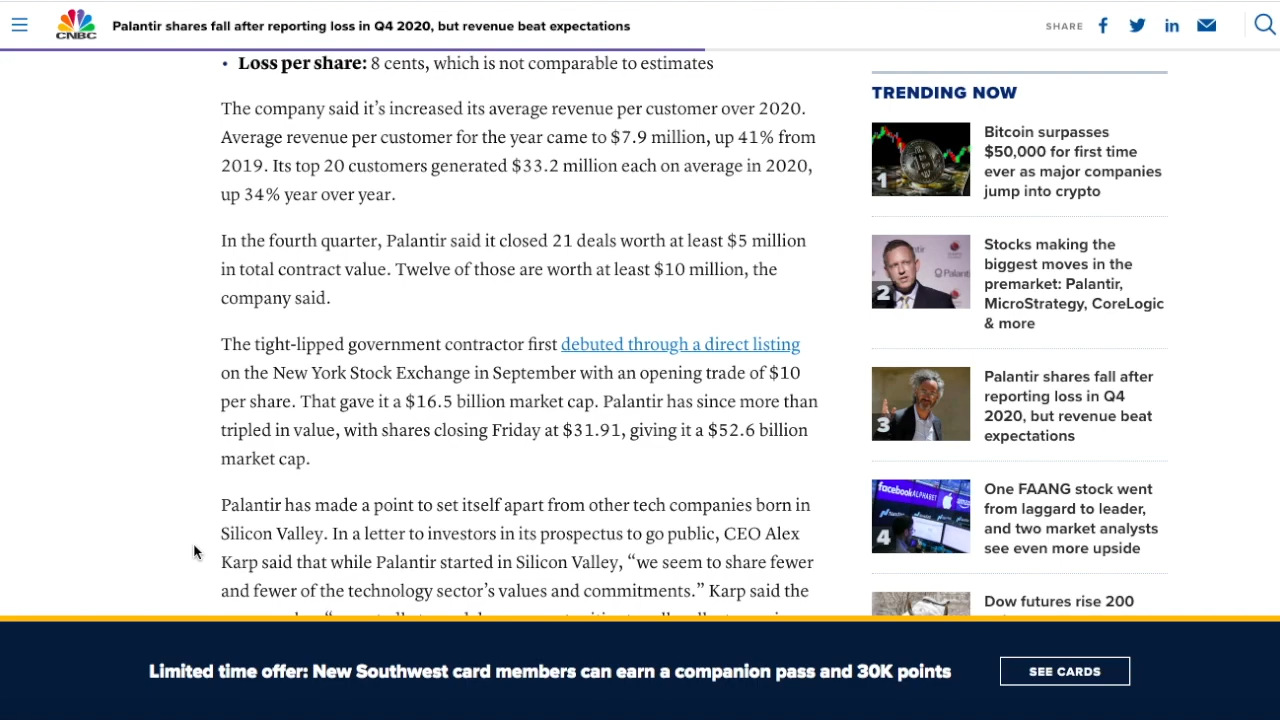 CNBC
Palantir shares fall after reporting loss in Q4 2020, but revenue beat expectations
SHARE
• Loss per share: 8 cents, which is not comparable to estimates
The company said it’s increased its average revenue per customer over 2020.
Average revenue per customer for the year came to $7.9 million, up 41% from
2019. Its top 20 customers generated $33.2 million each on average in 2020,
up 34% year over year.
In the fourth quarter, Palantir said it closed 21 deals worth at least $5 million
in total contract value. Twelve of those are worth at least $10 million, the
company said.
The tight-lipped government contractor first debuted through a direct listing
on the New York Stock Exchange in September with an opening trade of $10
per share. That gave it a $16.5 billion market cap. Palantir has since more than
tripled in value, with shares closing Friday at $31.91, giving it a $52.6 billion
market cap.
Palantir has made a point to set itself apart from other tech companies born in
Silicon Valley. In a letter to investors in its prospectus to go public, CEO Alex
Karp said that while Palantir started in Silicon Valley, “we seem to share fewer
and fewer of the technology sector’s values and commitments.” Karp said the
TRENDING NOW
1
Bitcoin surpasses
$50,000 for first time
ever as major companies
jump into crypto
2
Stocks making the
biggest moves in the
premarket: Palantir,
MicroStrategy, CoreLogic
& more
3
Palantir shares fall after
reporting loss in Q4
2020, but revenue beat
expectations
facebook ALPHABET
4
One FAANG stock went
from laggard to leader,
and two market analysts
see even more upside
Dow futures rise 200
Limited time offer: New Southwest card members can earn a companion pass and 30K points
SEE CARDS